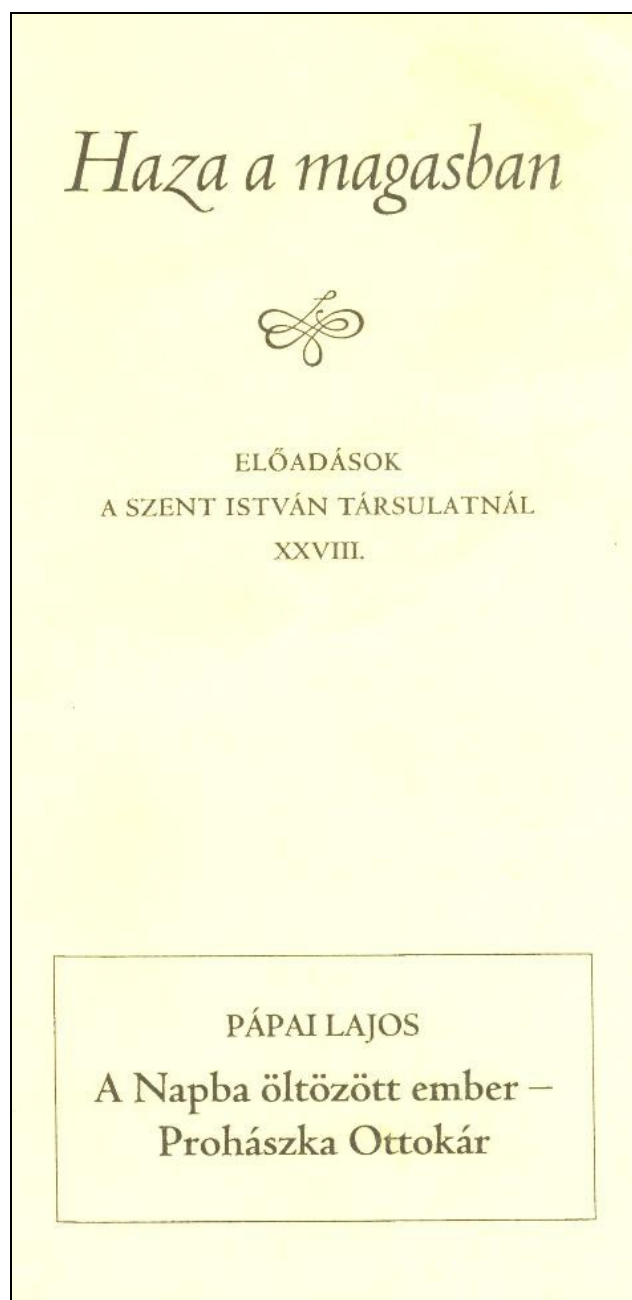 Haza a magasban
ELŐADÁSOK
A SZENT ISTVÁN TÁRSULATNÁL
XXVIII.
PÁPAI LAJOS
A Napba öltözött ember –
Prohászka Ottokár